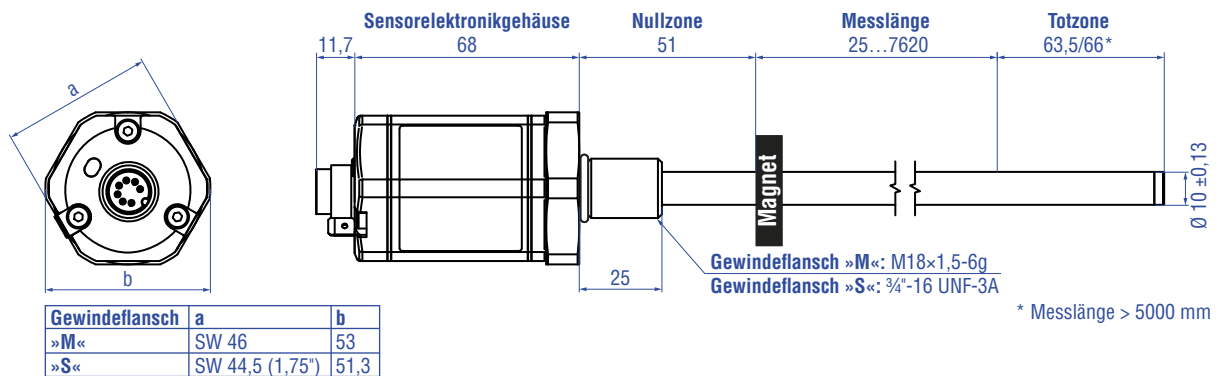 Sensorelektronikgehäuse Nullzone Messlänge Totzone
11,7 68 51 25…7620 63,5/66*
a
Magnet
Ø 10 ±0,13
b
25
Gewindeflansch »M«: M18×1,5-6g
Gewindeflansch »S«: ¾"-16 UNF-3A
* Messlänge > 5000 mm
Gewindeflansch a b
»M« SW 46 53
»S« SW 44,5 (1,75") 51,3